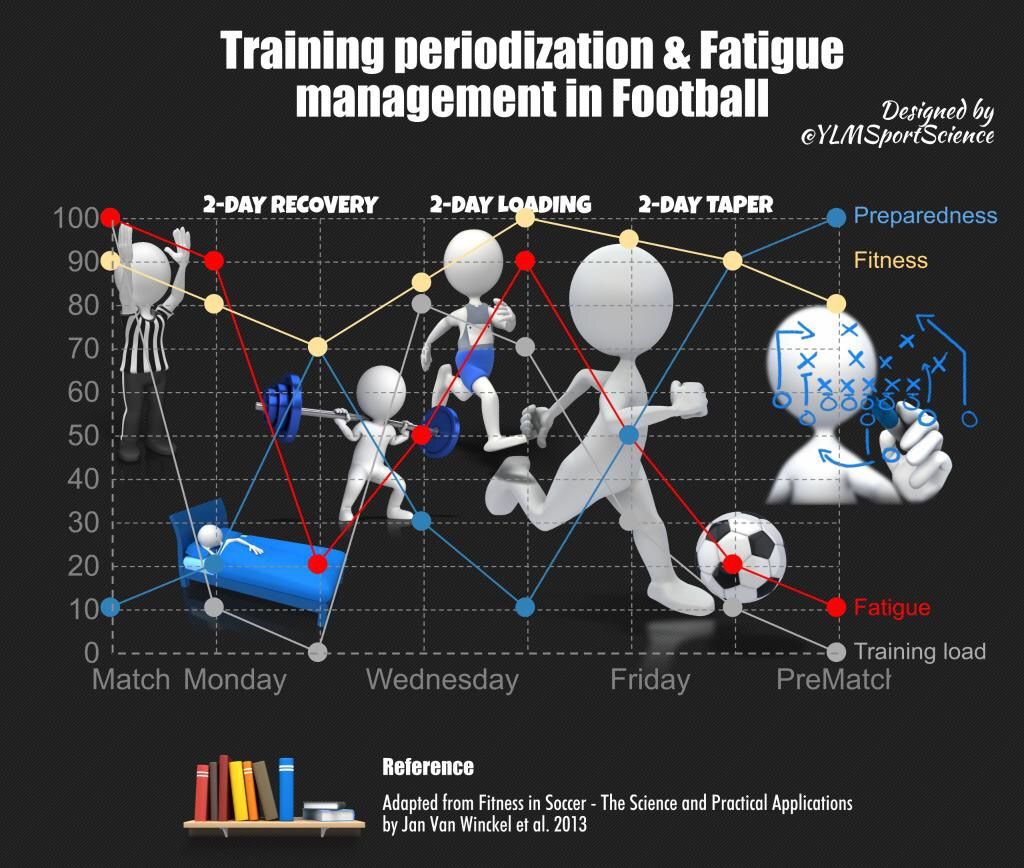 Training periodization & Fatigue
management in Football
Designed by
@YLMSportScience
2-DAY RECOVERY 2-DAY LOADING 2-DAY TAPER
100
90
80
70
60
50
40
30
20
10
0
Preparedness
Fitness
Fatigue
Training load
Match Monday Wednesday Friday PreMatch
Reference
Adapted from Fitness in Soccer - The Science and Practical Applications
by Jan Van Winckel et al. 2013